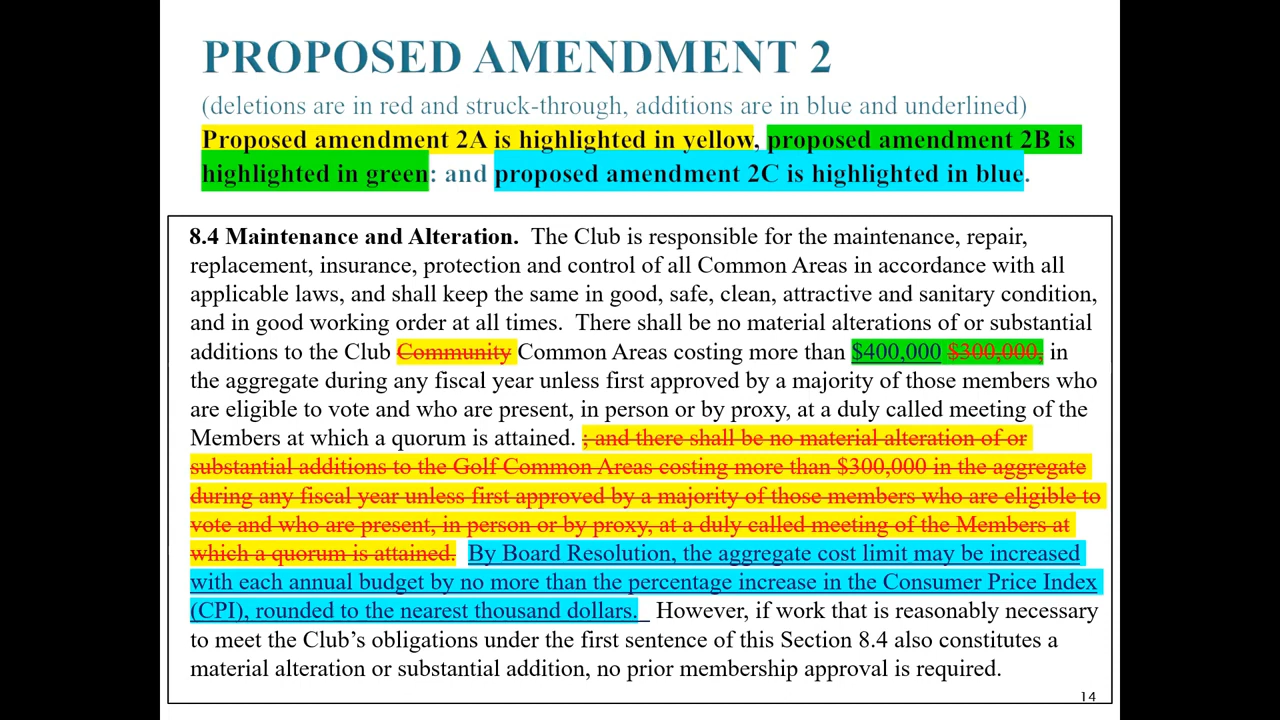 PROPOSED AMENDMENT 2
(deletions are in red and struck-through, additions are in blue and underlined)
Proposed amendment 2A is highlighted in yellow, proposed amendment 2B is
highlighted in green: and proposed amendment 2C is highlighted in blue.
8.4 Maintenance and Alteration. The Club is responsible for the maintenance, repair,
replacement, insurance, protection and control of all Common Areas in accordance with all
applicable laws, and shall keep the same in good, safe, clean, attractive and sanitary condition,
and in good working order at all times. There shall be no material alterations of or substantial
additions to the Club Community Common Areas costing more than $400,000 $300,000, in
the aggregate during any fiscal year unless first approved by a majority of those members who
are eligible to vote and who are present, in person or by proxy, at a duly called meeting of the
Members at which a quorum is attained. ; and there shall be no material alteration of or
substantial additions to the Golf Common Areas costing more than $300,000 in the aggregate
during any fiscal year unless first approved by a majority of those members who are eligible to
vote and who are present, in person or by proxy, at a duly called meeting of the Members at
which a quorum is attained. By Board Resolution, the aggregate cost limit may be increased
with each annual budget by no more than the percentage increase in the Consumer Price Index
(CPI), rounded to the nearest thousand dollars. However, if work that is reasonably necessary
to meet the Club’s obligations under the first sentence of this Section 8.4 also constitutes a
material alteration or substantial addition, no prior membership approval is required.
14